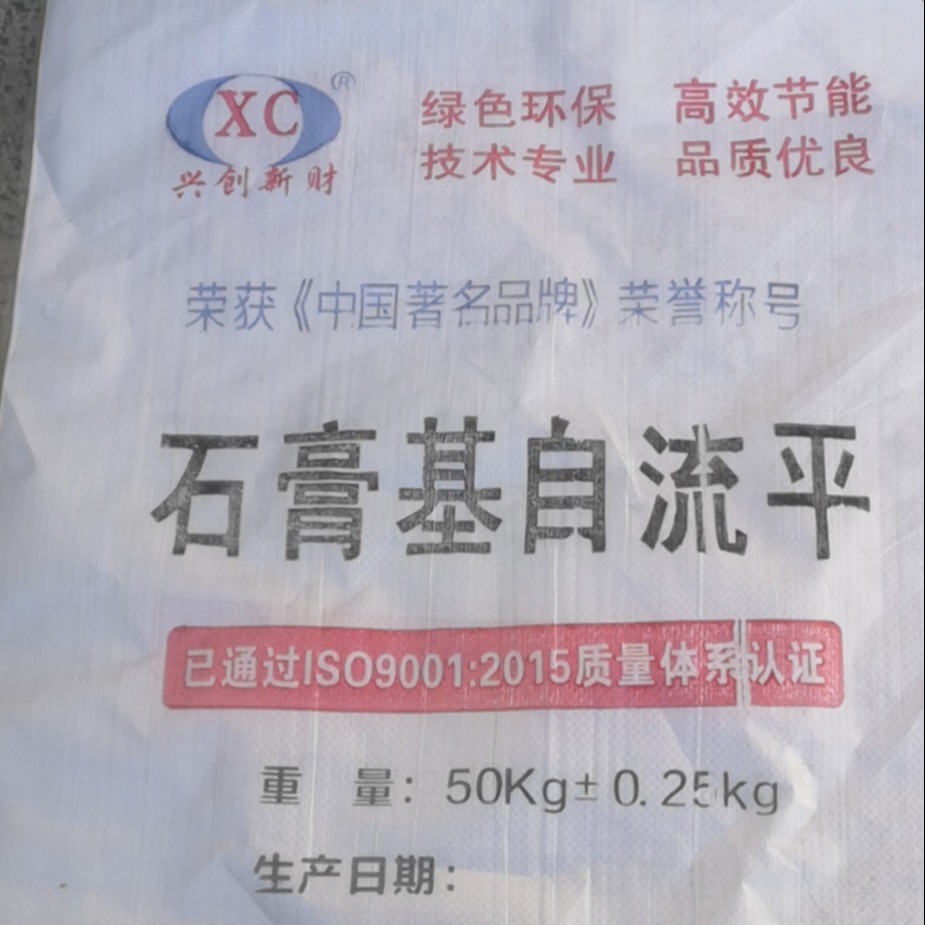 XC®
兴创新财
绿色环保 高效节能
技术专业 品质优良
荣获《中国著名品牌》荣誉称号
石膏基自流平
已通过ISO9001:2015质量体系认证
重 量：50Kg±0.25kg
生产日期：